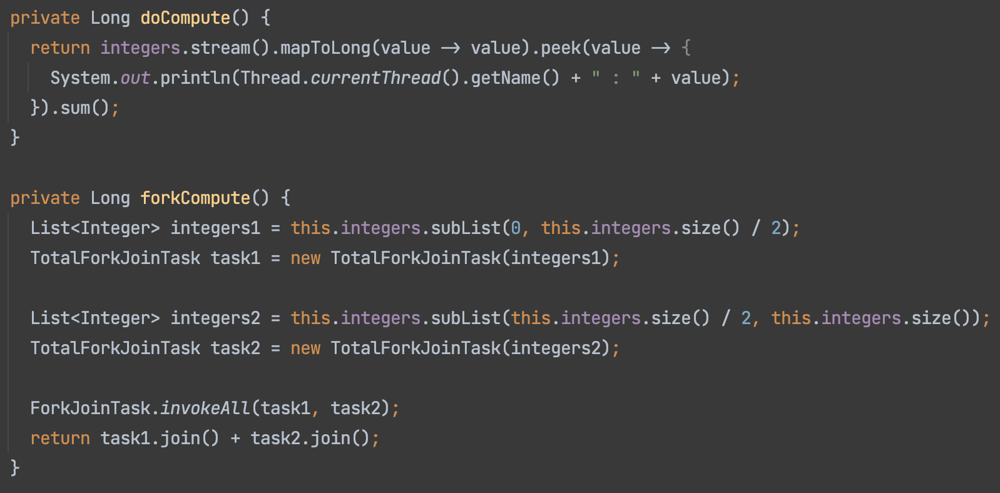 private Long doCompute() {
  return integers.stream().mapToLong(value -> value).peek(value -> {
    System.out.println(Thread.currentThread().getName() + " : " + value);
  }).sum();
}

private Long forkCompute() {
  List<Integer> integers1 = this.integers.subList(0, this.integers.size() / 2);
  TotalForkJoinTask task1 = new TotalForkJoinTask(integers1);

  List<Integer> integers2 = this.integers.subList(this.integers.size() / 2, this.integers.size());
  TotalForkJoinTask task2 = new TotalForkJoinTask(integers2);

  ForkJoinTask.invokeAll(task1, task2);
  return task1.join() + task2.join();
}